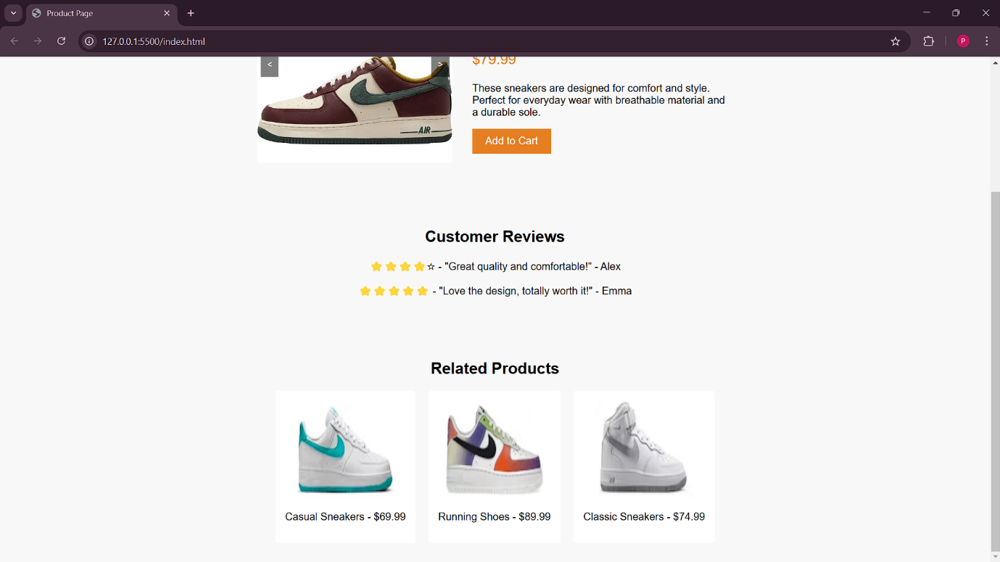 Product Page
127.0.0.1:5500/index.html
P
<
>
$79.99
AIR
These sneakers are designed for comfort and style.
Perfect for everyday wear with breathable material and
a durable sole.
Add to Cart
Customer Reviews
⭐⭐⭐⭐☆ - "Great quality and comfortable!" - Alex
⭐⭐⭐⭐⭐ - "Love the design, totally worth it!" - Emma
Related Products
Casual Sneakers - $69.99
Running Shoes - $89.99
Classic Sneakers - $74.99